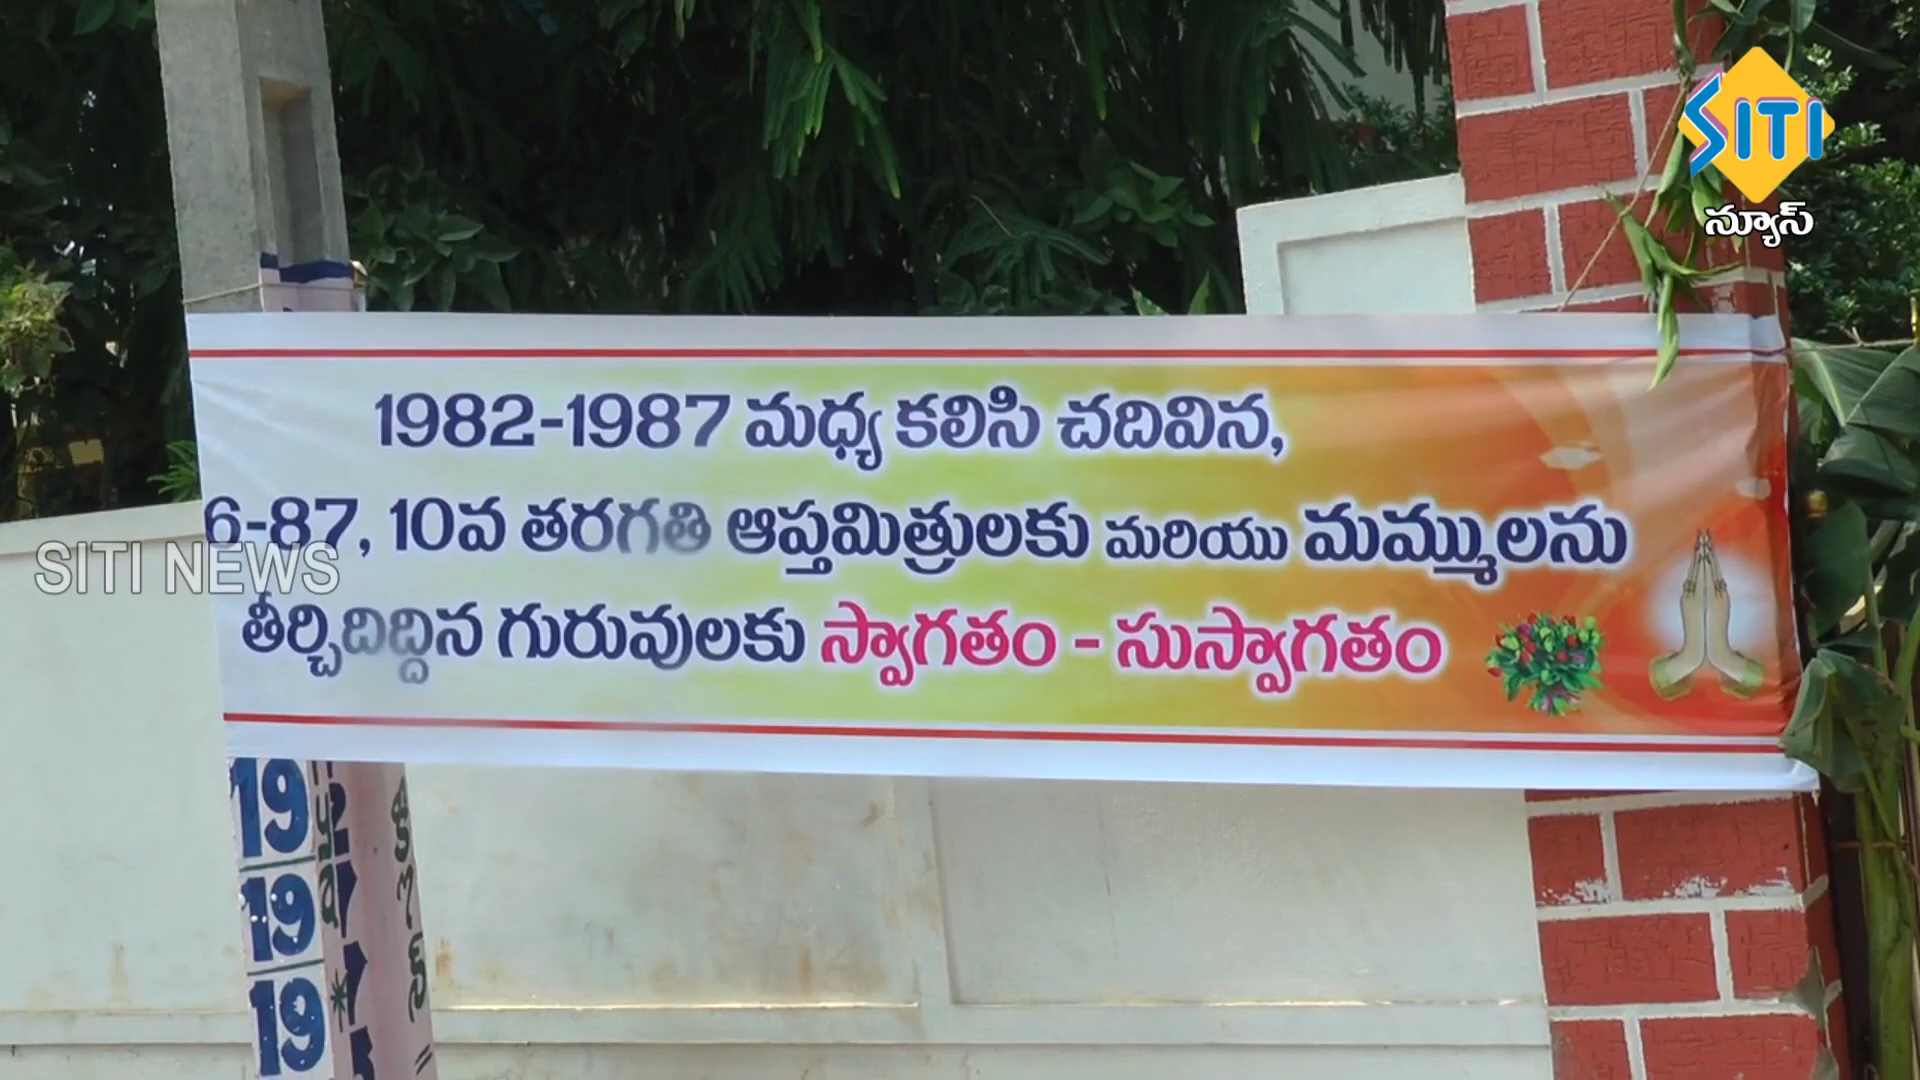 SITI
న్యూస్
1982-1987 మధ్య కలిసి చదివిన,
6-87, 10వ తరగతి ఆప్తమిత్రులకు మరియు మమ్ములను
SITI NEWS
తీర్చిదిద్దిన గురువులకు స్వాగతం - సుస్వాగతం
19
19
19